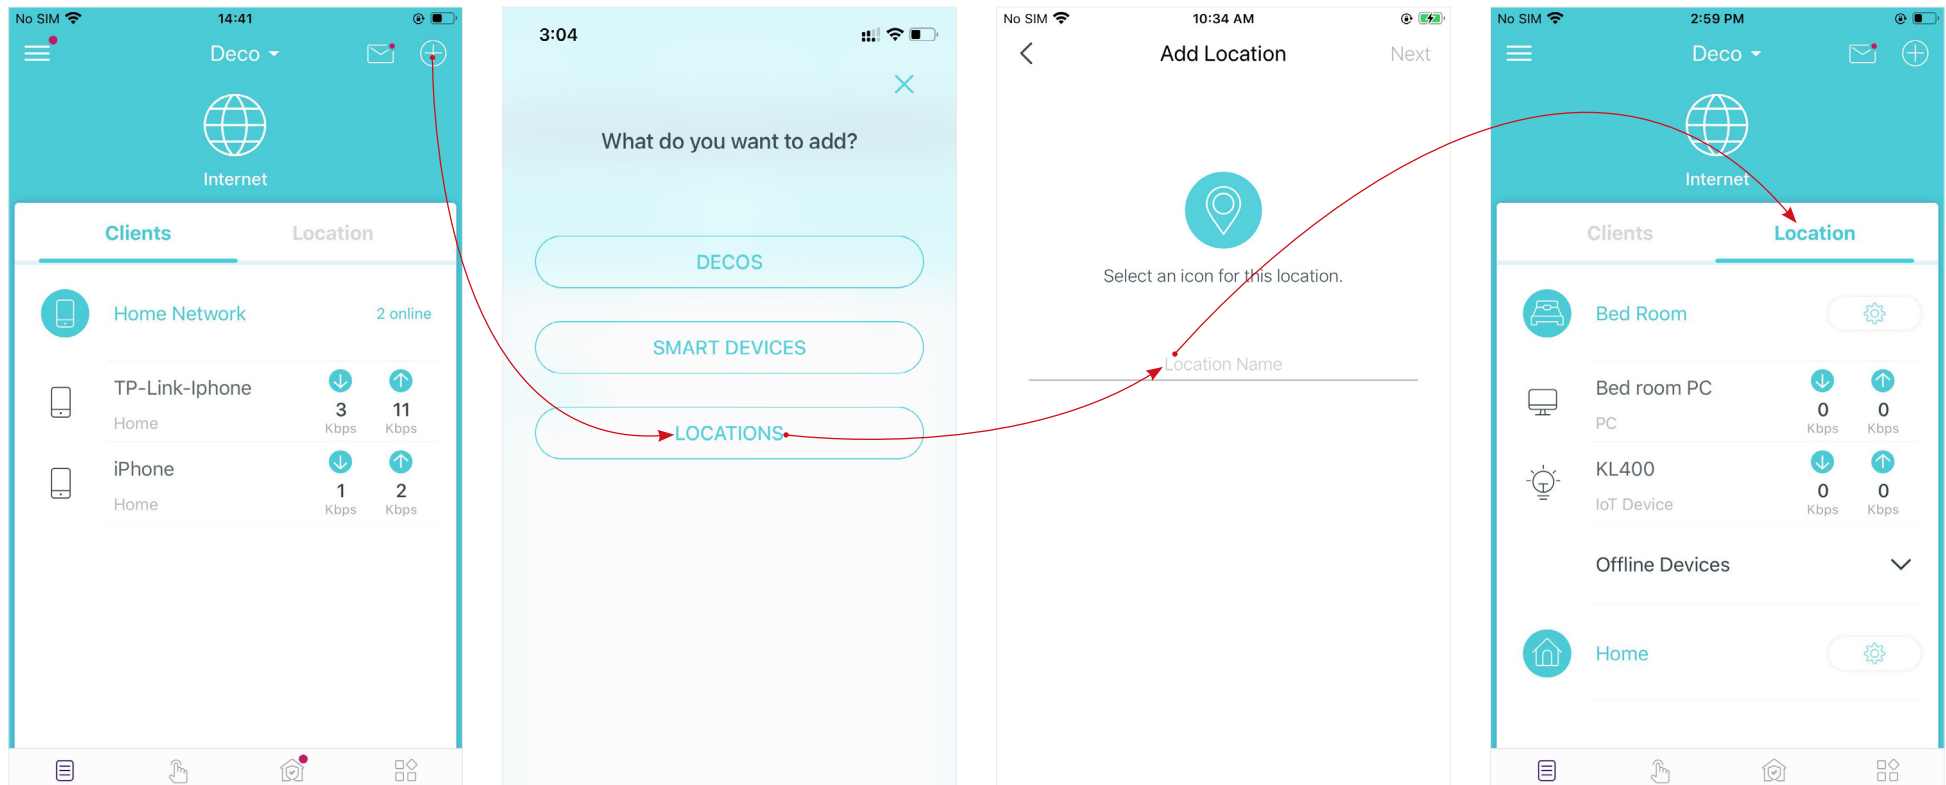 No SIM 14:41
Deco
Internet
Clients Location
Home Network 2 online
TP-Link-Iphone
Home
3 11
Kbps Kbps
iPhone
Home
1 2
Kbps Kbps
3:04
What do you want to add?
DECOS
SMART DEVICES
LOCATIONS
No SIM 10:34 AM
Add Location Next
Select an icon for this location.
Location Name
No SIM 2:59 PM
Deco
Internet
Clients Location
Bed Room
Bed room PC
PC
0 0
Kbps Kbps
KL400
IoT Device
0 0
Kbps Kbps
Offline Devices
Home